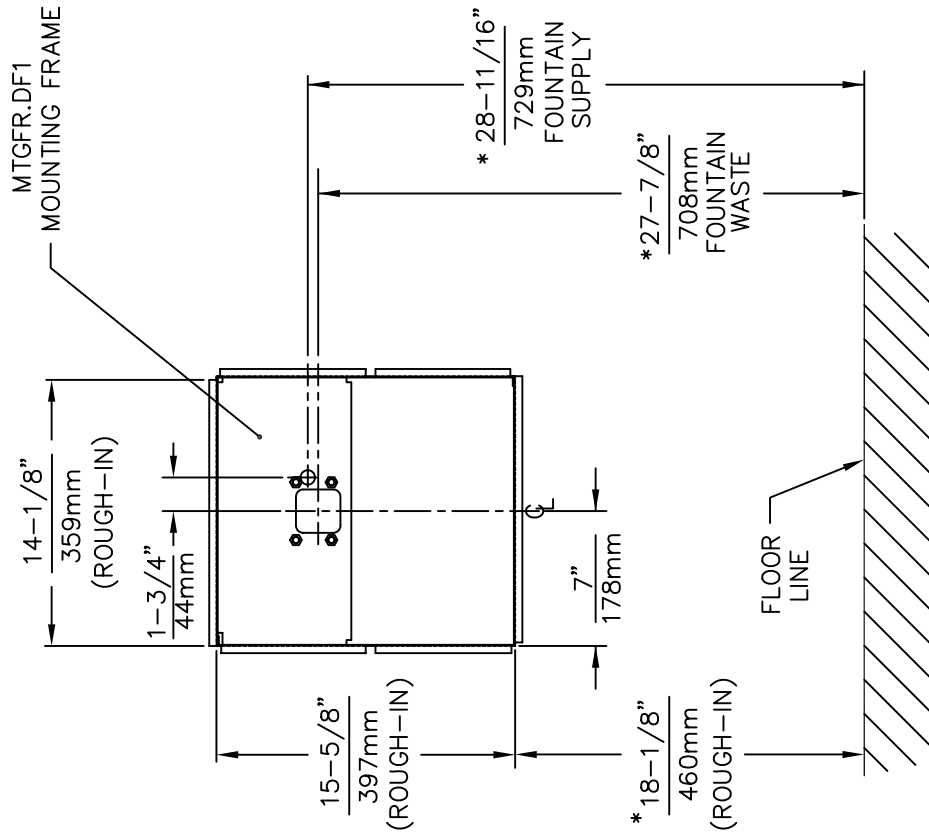 MTGFR.DF1
MOUNTING FRAME
14-1/8"
359mm
(ROUGH-IN)
1-3/4"
44mm
* 28-11/16"
729mm
FOUNTAIN
SUPPLY
*27-7/8"
708mm
FOUNTAIN
WASTE
15-5/8"
397mm
(ROUGH-IN)
*18-1/8"
460mm
(ROUGH-IN)
7"
178mm
CL
FLOOR
LINE